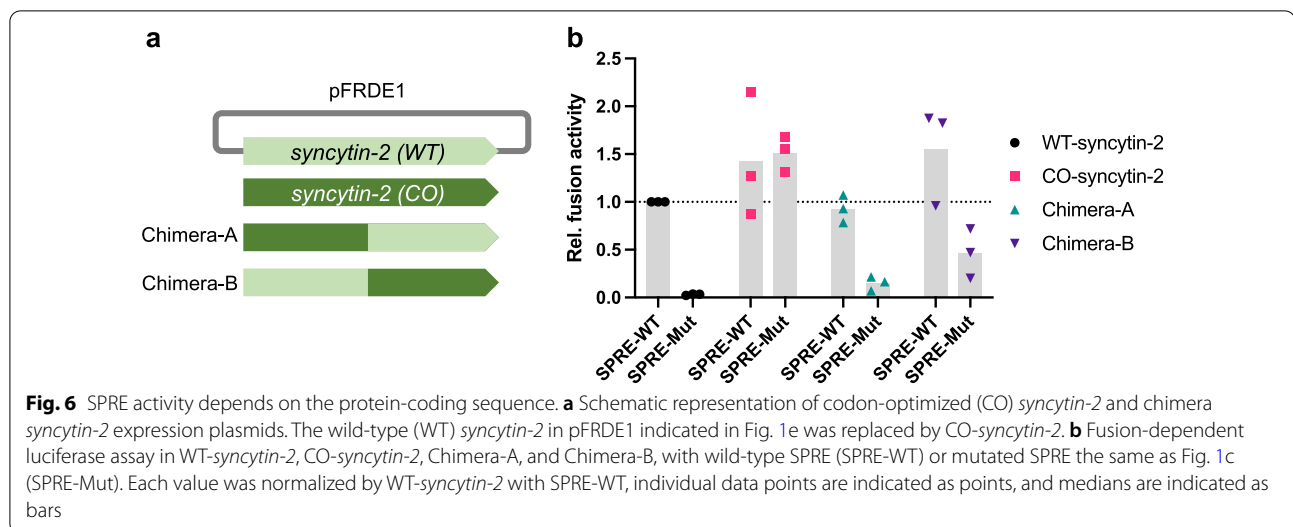 a
pFRDE1
syncytin-2 (WT)
syncytin-2 (CO)
Chimera-A
Chimera-B
b
Rel. fusion activity
2.5
2.0
1.5
1.0
0.5
0.0
SPRE-WT
SPRE-Mut
SPRE-WT
SPRE-Mut
SPRE-WT
SPRE-Mut
SPRE-WT
SPRE-Mut
WT-syncytin-2
CO-syncytin-2
Chimera-A
Chimera-B
Fig. 6 SPRE activity depends on the protein-coding sequence. a Schematic representation of codon-optimized (CO) syncytin-2 and chimera
syncytin-2 expression plasmids. The wild-type (WT) syncytin-2 in pFRDE1 indicated in Fig. 1e was replaced by CO-syncytin-2. b Fusion-dependent
luciferase assay in WT-syncytin-2, CO-syncytin-2, Chimera-A, and Chimera-B, with wild-type SPRE (SPRE-WT) or mutated SPRE the same as Fig. 1c
(SPRE-Mut). Each value was normalized by WT-syncytin-2 with SPRE-WT, individual data points are indicated as points, and medians are indicated as
bars